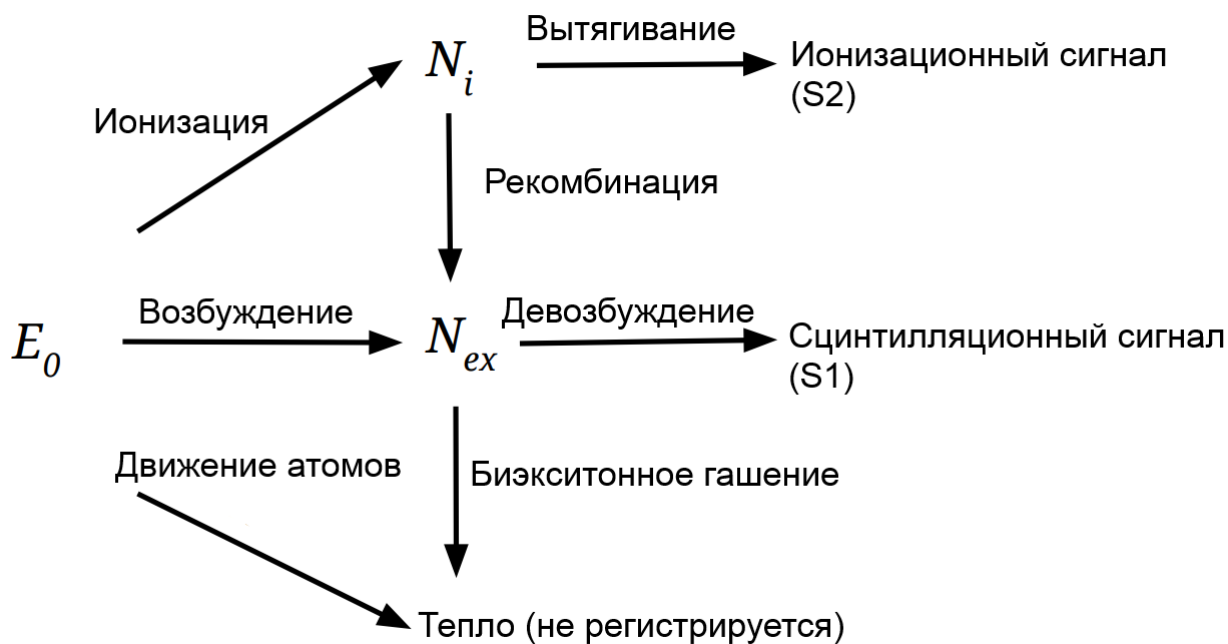 Вытягивание
N_i
Ионизационный сигнал
(S2)
Ионизация
Рекомбинация
Возбуждение
Девозбуждение
E_0
N_ex
Сцинтилляционный сигнал
(S1)
Движение атомов
Биэкситонное гашение
Тепло (не регистрируется)